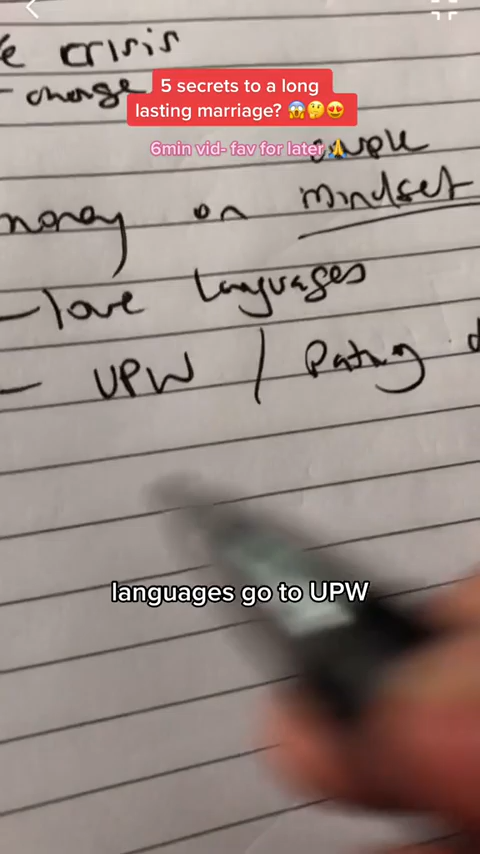 e crisis
- change
5 secrets to a long
lasting marriage? 😱🤔😍
6min vid- fav for later🙏
money on mindset
- love languages
- UPW /
languages go to UPW